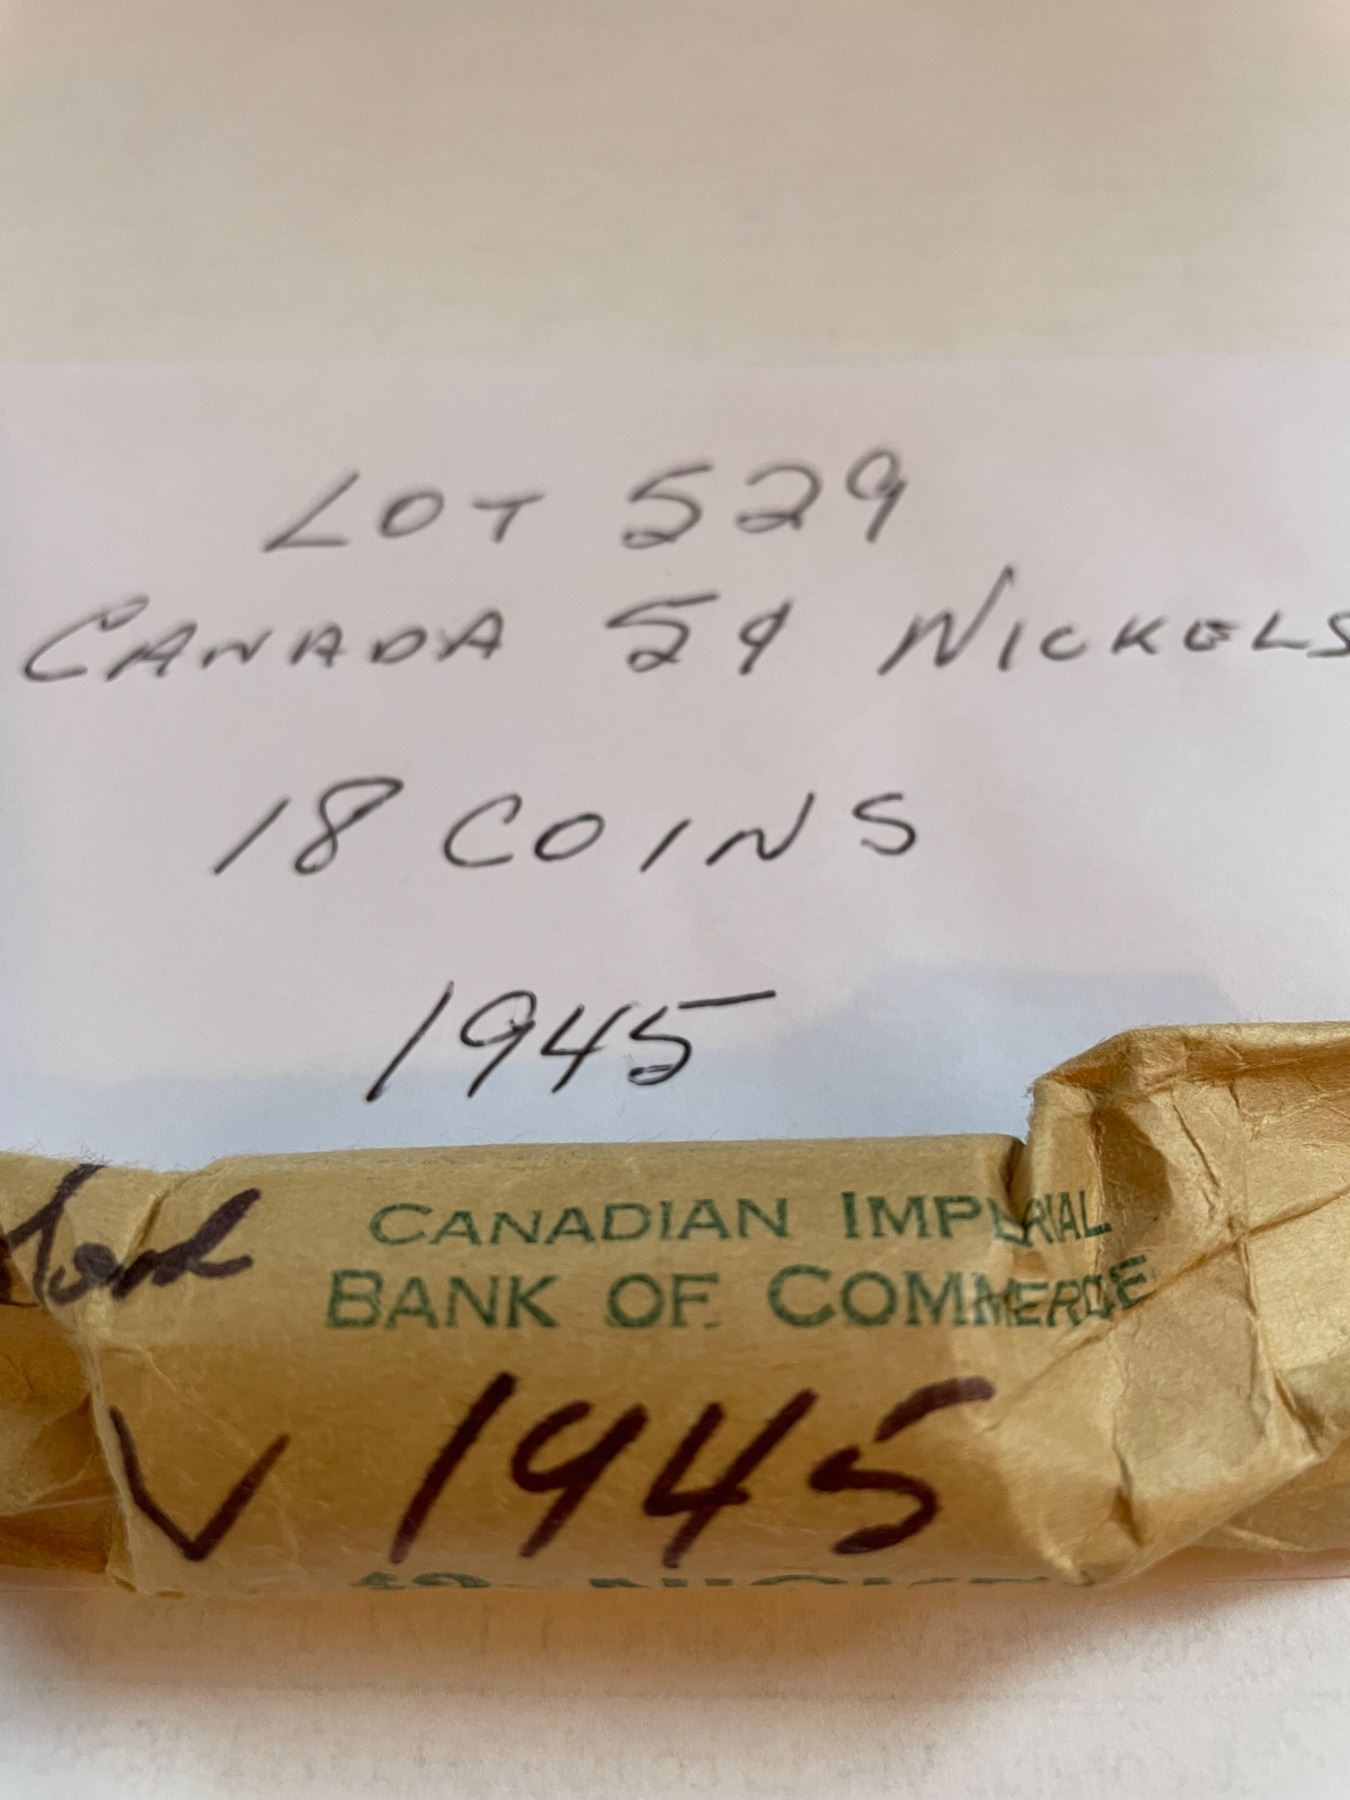 LOT 529
CANADA 5¢ NICKELS
18 COINS
1945
CANADIAN IMPERIAL
BANK OF COMMERCE
V 1945